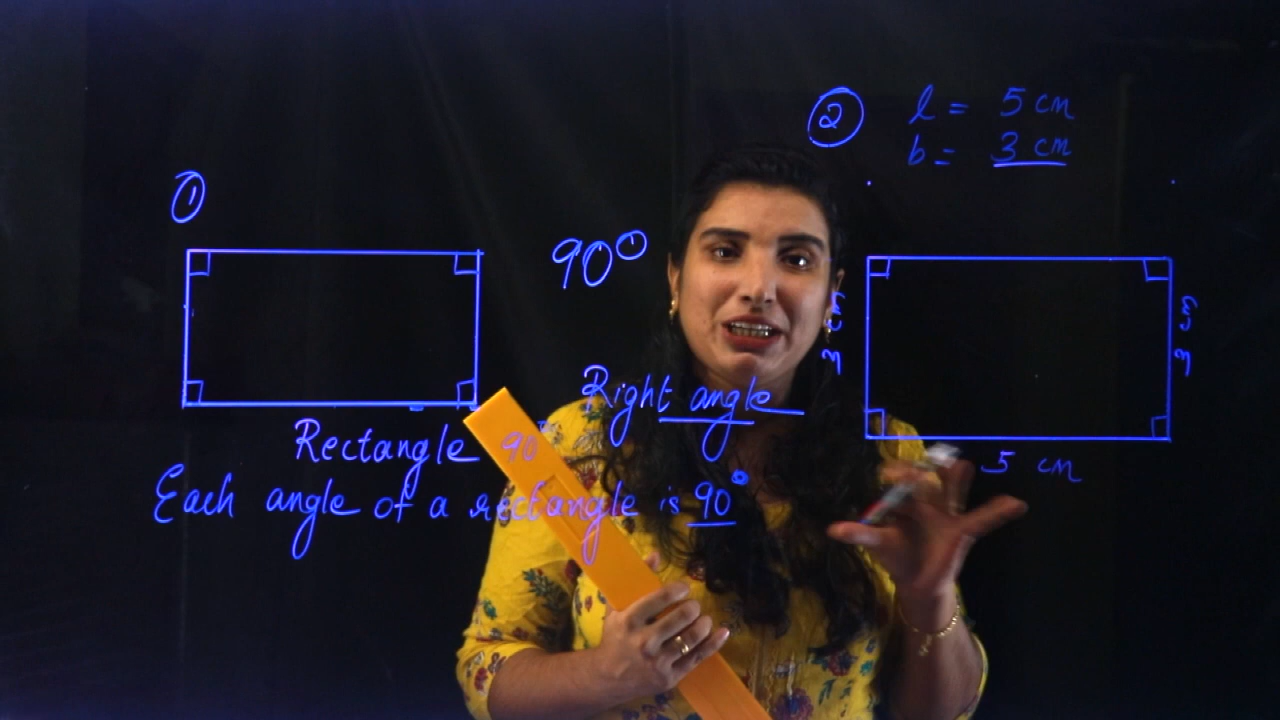 ①
90°
Right angle
Rectangle 90°
Each angle of a rectangle is 90°
② l = 5 cm
b = 3 cm
3 cm
3 cm
5 cm